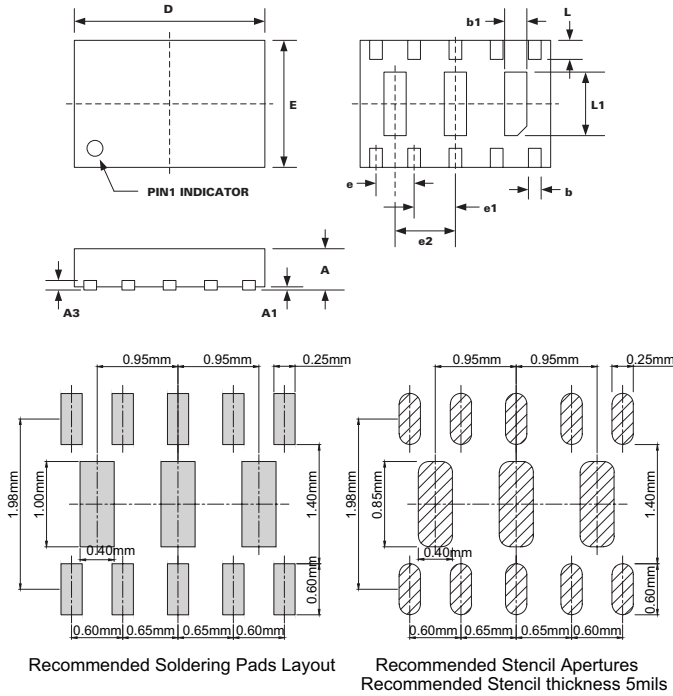 D
b1
L
E
L1
PIN1 INDICATOR
e
e1
b
e2
A
A3
A1
0.95mm
0.95mm
0.25mm
1.98mm
1.00mm
1.40mm
0.40mm
0.60mm
0.60mm
0.65mm
0.65mm
0.60mm
Recommended Soldering Pads Layout
0.95mm
0.95mm
0.25mm
1.98mm
0.85mm
1.40mm
0.40mm
0.60mm
0.60mm
0.65mm
0.65mm
0.60mm
Recommended Stencil Apertures
Recommended Stencil thickness 5mils